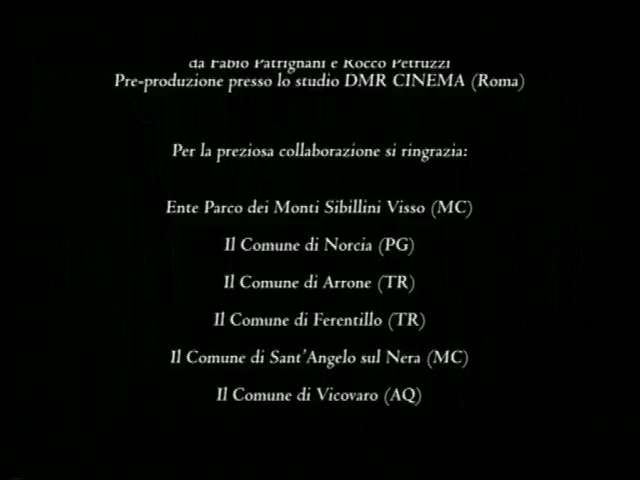 da Fabio Patrignani e Rocco Petruzzi
Pre-produzione presso lo studio DMR CINEMA (Roma)
Per la preziosa collaborazione si ringrazia:
Ente Parco dei Monti Sibillini Visso (MC)
Il Comune di Norcia (PG)
Il Comune di Arrone (TR)
Il Comune di Ferentillo (TR)
Il Comune di Sant'Angelo sul Nera (MC)
Il Comune di Vicovaro (AQ)